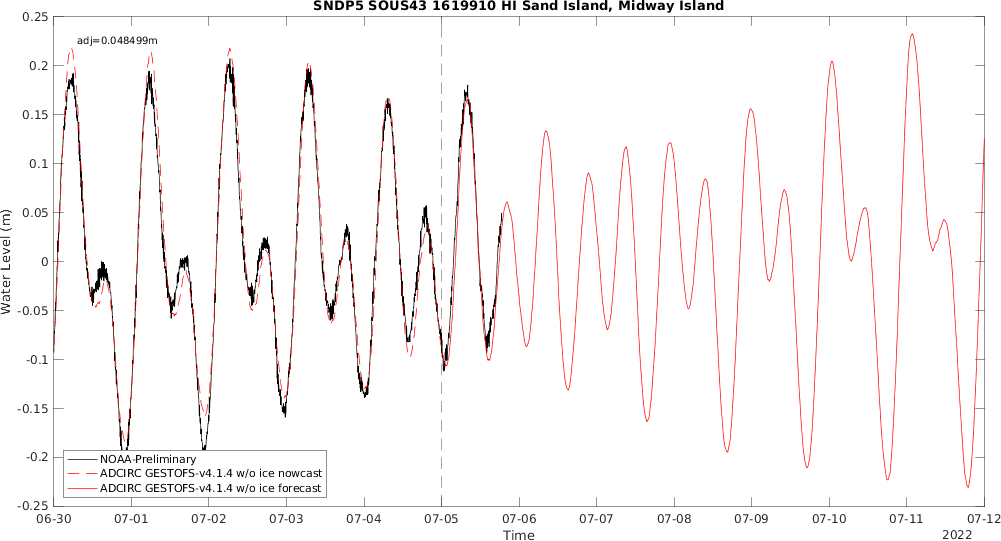 SNDP5 SOUS43 1619910 HI Sand Island, Midway Island
adj=0.048499m
0.25
0.2
0.15
0.1
0.05
0
-0.05
-0.1
-0.15
-0.2
-0.25
Water Level (m)
NOAA-Preliminary
ADCIRC GESTOFS-v4.1.4 w/o ice nowcast
ADCIRC GESTOFS-v4.1.4 w/o ice forecast
06-30 07-01 07-02 07-03 07-04 07-05 07-06 07-07 07-08 07-09 07-10 07-11 07-12
Time
2022